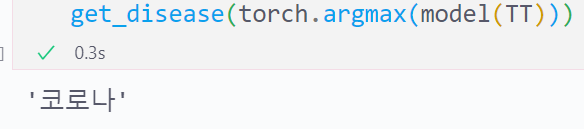 get_disease(torch.argmax(model(TT)))
0.3s
'코로나'